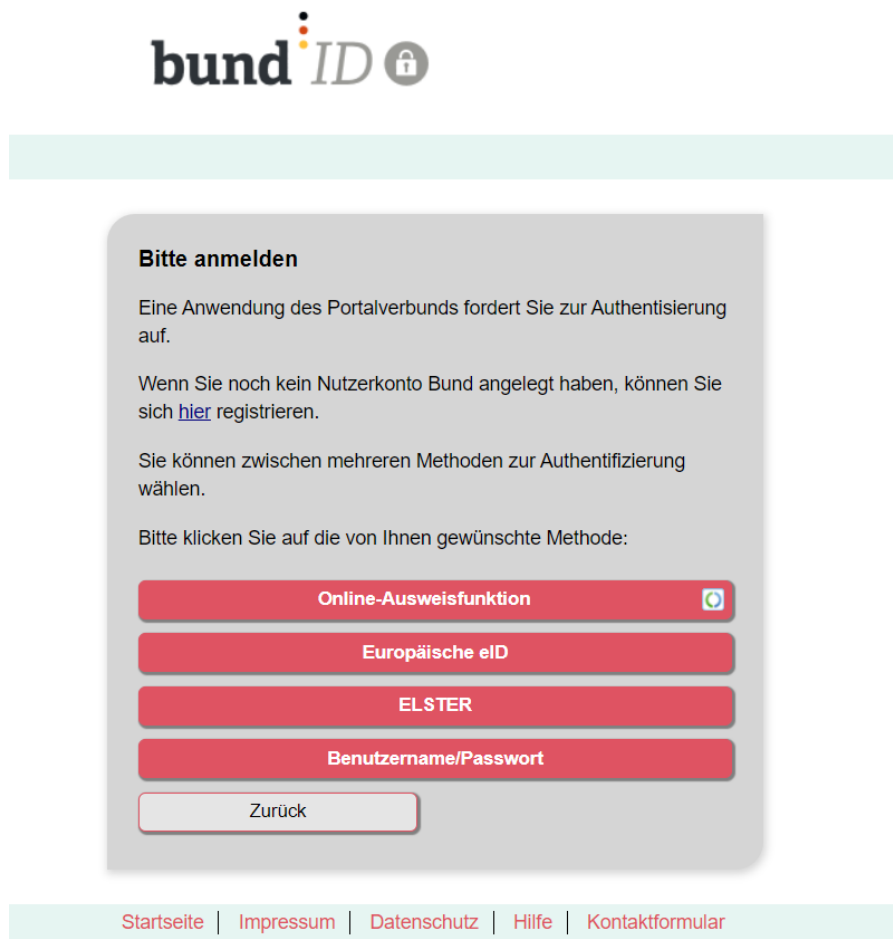 bund ID
Bitte anmelden
Eine Anwendung des Portalverbunds fordert Sie zur Authentisierung
auf.
Wenn Sie noch kein Nutzerkonto Bund angelegt haben, können Sie
sich hier registrieren.
Sie können zwischen mehreren Methoden zur Authentifizierung
wählen.
Bitte klicken Sie auf die von Ihnen gewünschte Methode:
Online-Ausweisfunktion
Europäische eID
ELSTER
Benutzername/Passwort
Zurück
Startseite | Impressum | Datenschutz | Hilfe | Kontaktformular